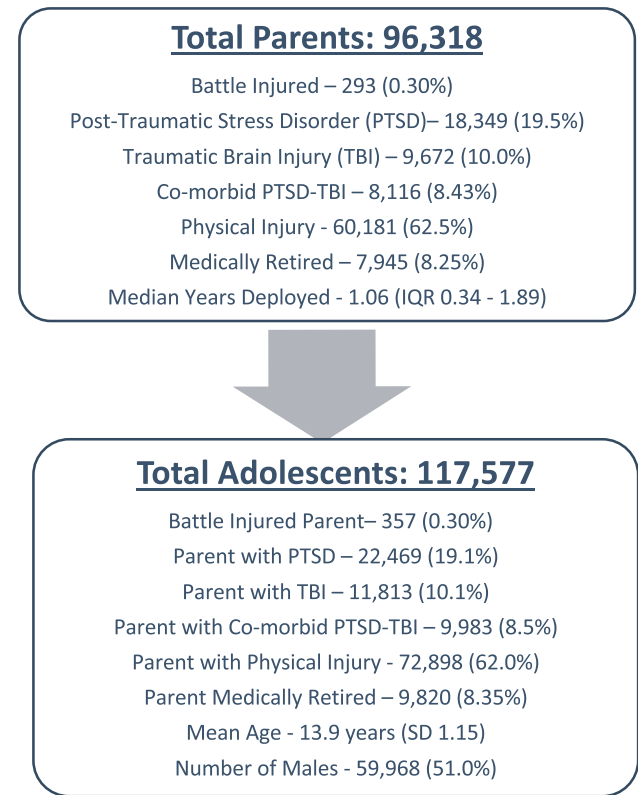 Total Parents: 96,318
Battle Injured – 293 (0.30%)
Post-Traumatic Stress Disorder (PTSD)– 18,349 (19.5%)
Traumatic Brain Injury (TBI) – 9,672 (10.0%)
Co-morbid PTSD-TBI – 8,116 (8.43%)
Physical Injury - 60,181 (62.5%)
Medically Retired – 7,945 (8.25%)
Median Years Deployed - 1.06 (IQR 0.34 - 1.89)
Total Adolescents: 117,577
Battle Injured Parent– 357 (0.30%)
Parent with PTSD – 22,469 (19.1%)
Parent with TBI – 11,813 (10.1%)
Parent with Co-morbid PTSD-TBI – 9,983 (8.5%)
Parent with Physical Injury - 72,898 (62.0%)
Parent Medically Retired – 9,820 (8.35%)
Mean Age - 13.9 years (SD 1.15)
Number of Males - 59,968 (51.0%)